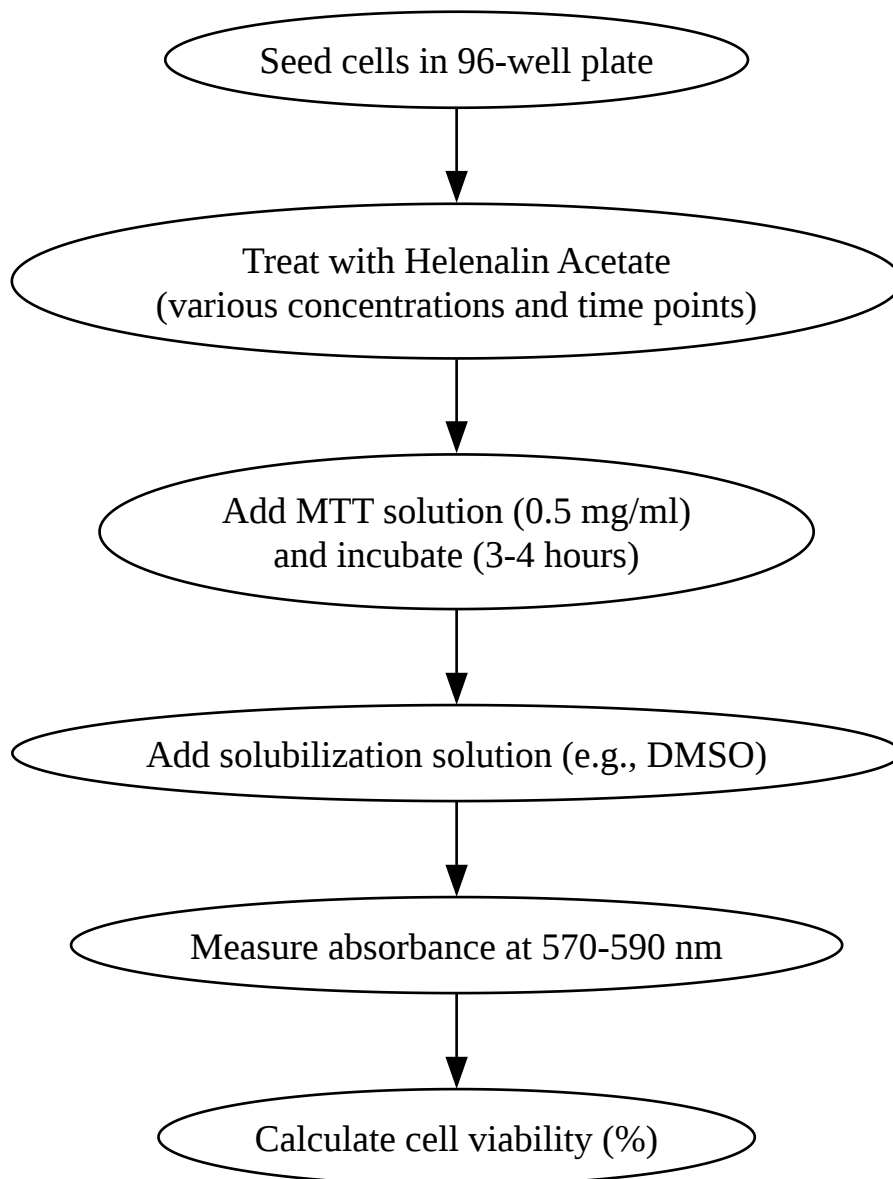 Seed cells in 96-well plate
Treat with Helenalin Acetate
(various concentrations and time points)
Add MTT solution (0.5 mg/ml)
and incubate (3-4 hours)
Add solubilization solution (e.g., DMSO)
Measure absorbance at 570-590 nm
Calculate cell viability (%)